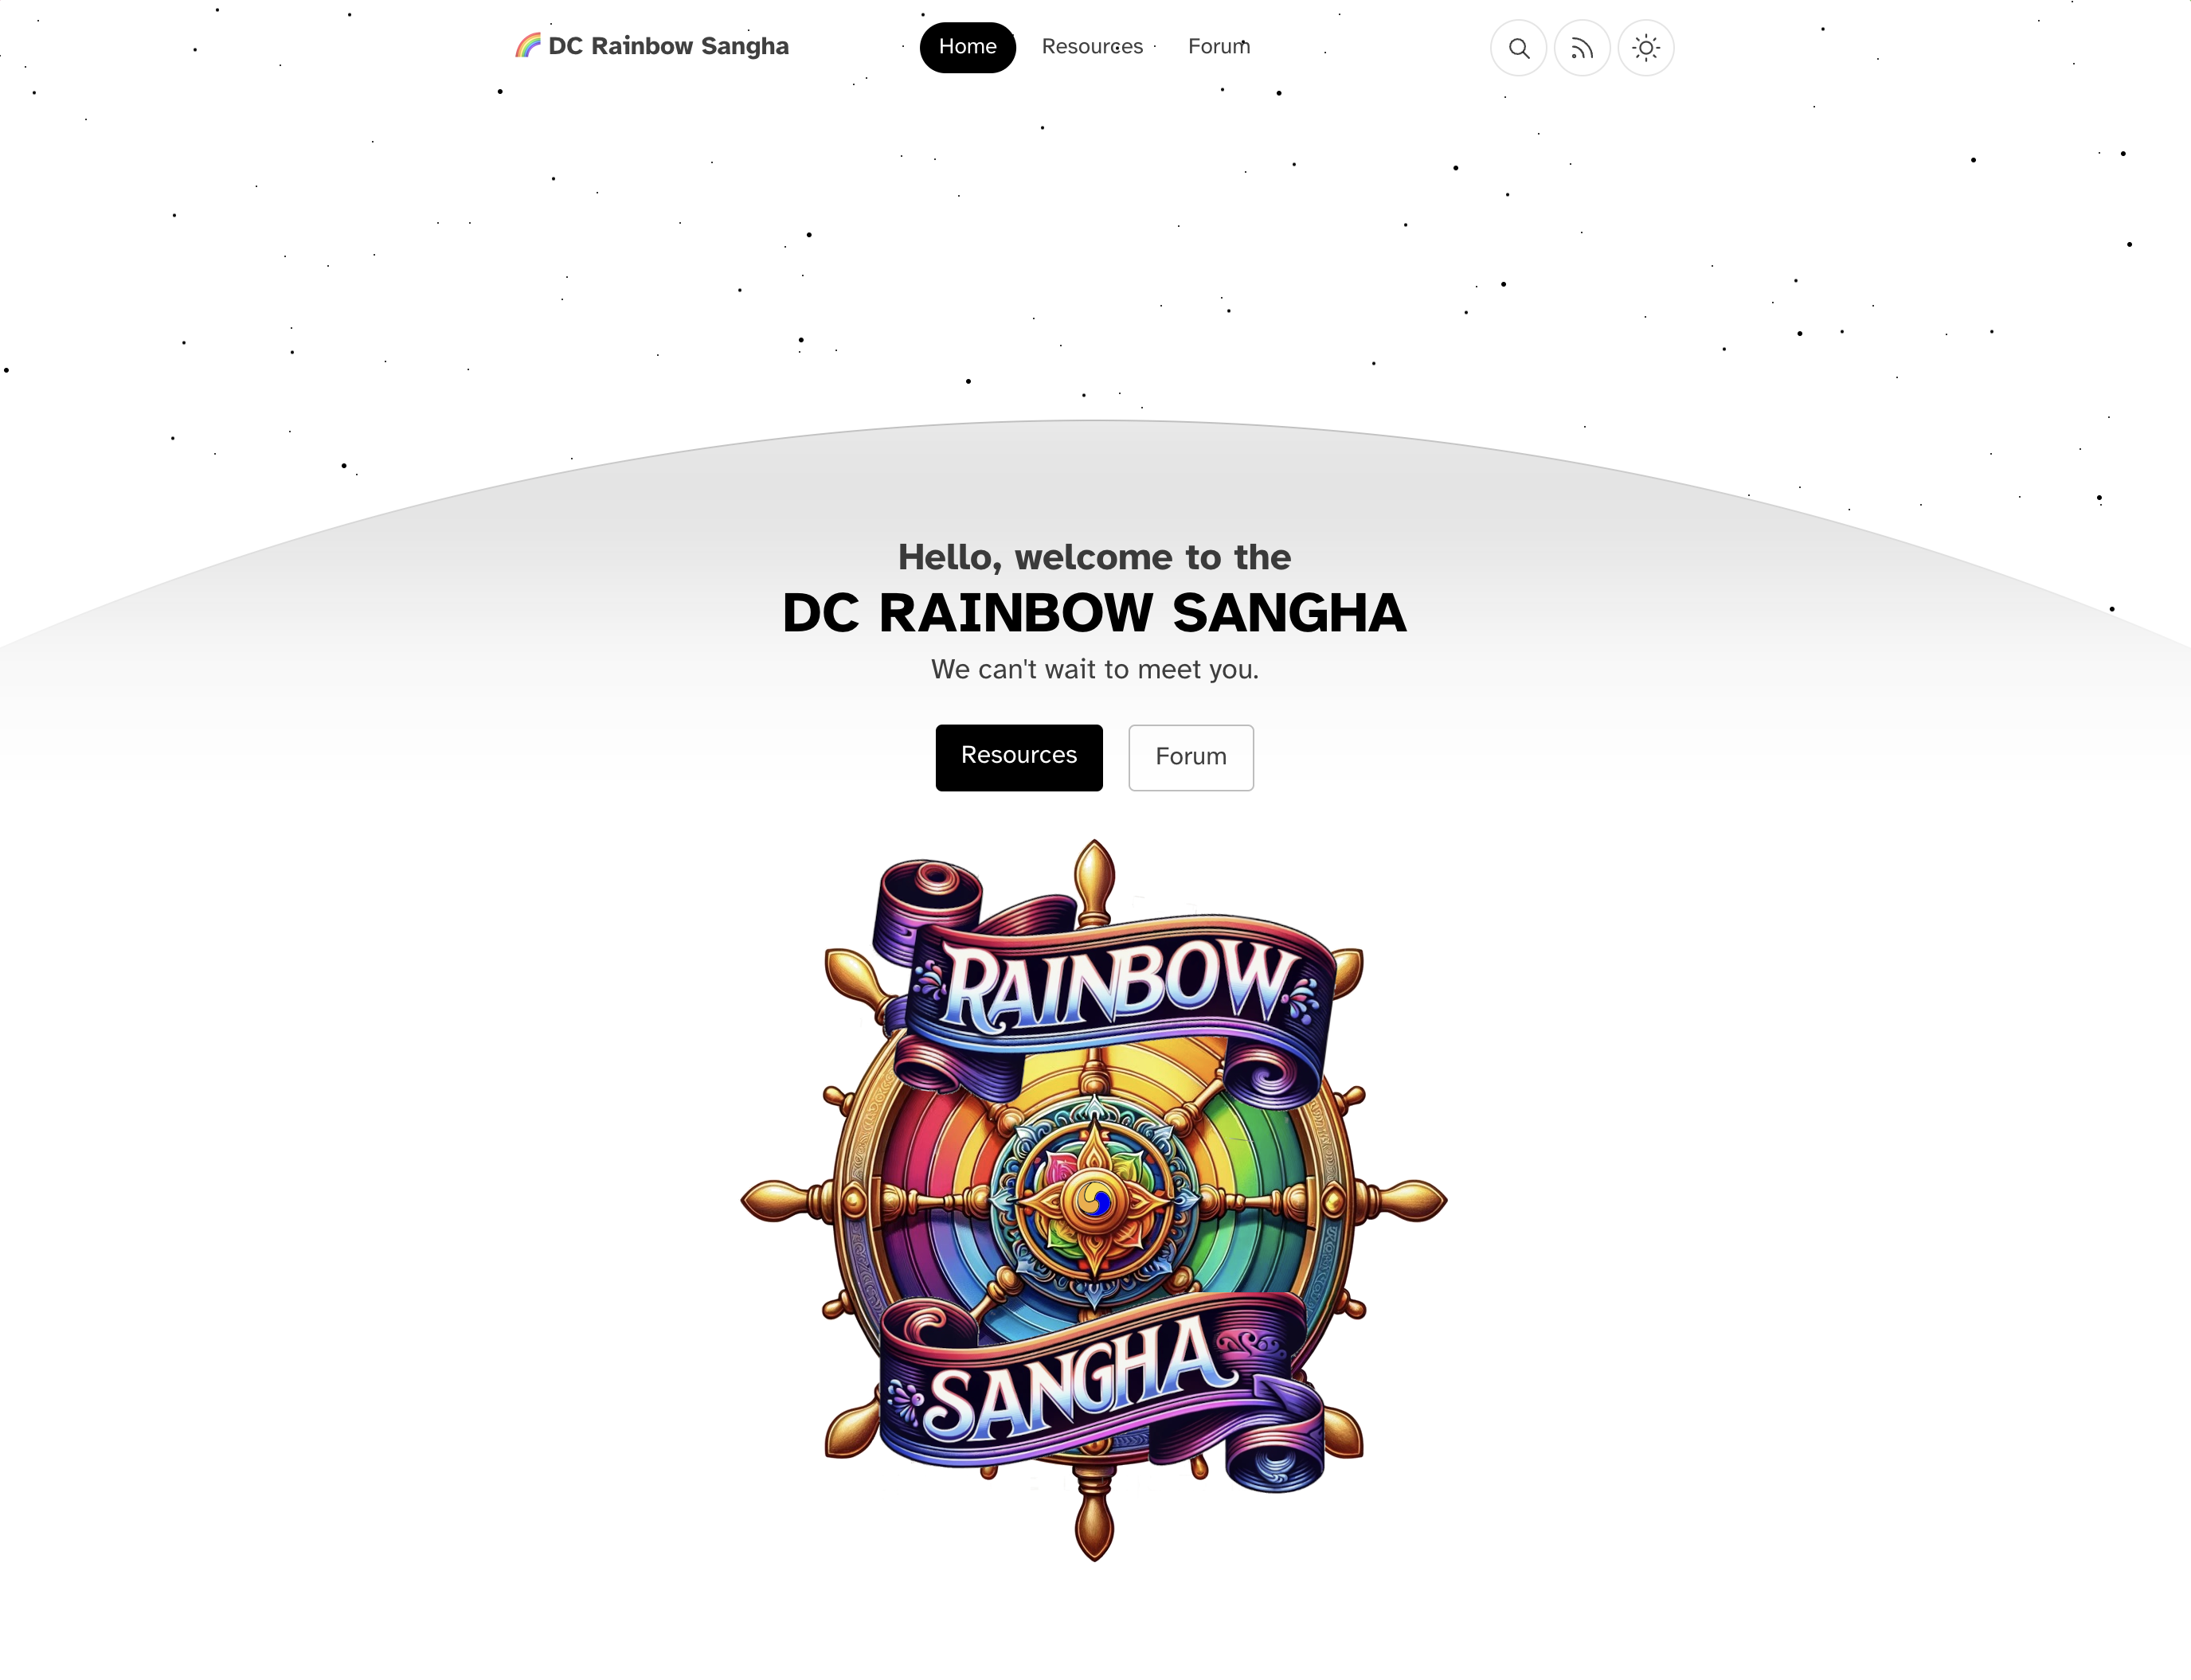 🌈 DC Rainbow Sangha
Home Resources Forum
Hello, welcome to the
DC RAINBOW SANGHA
We can't wait to meet you.
Resources Forum
RAINBOW
SANGHA